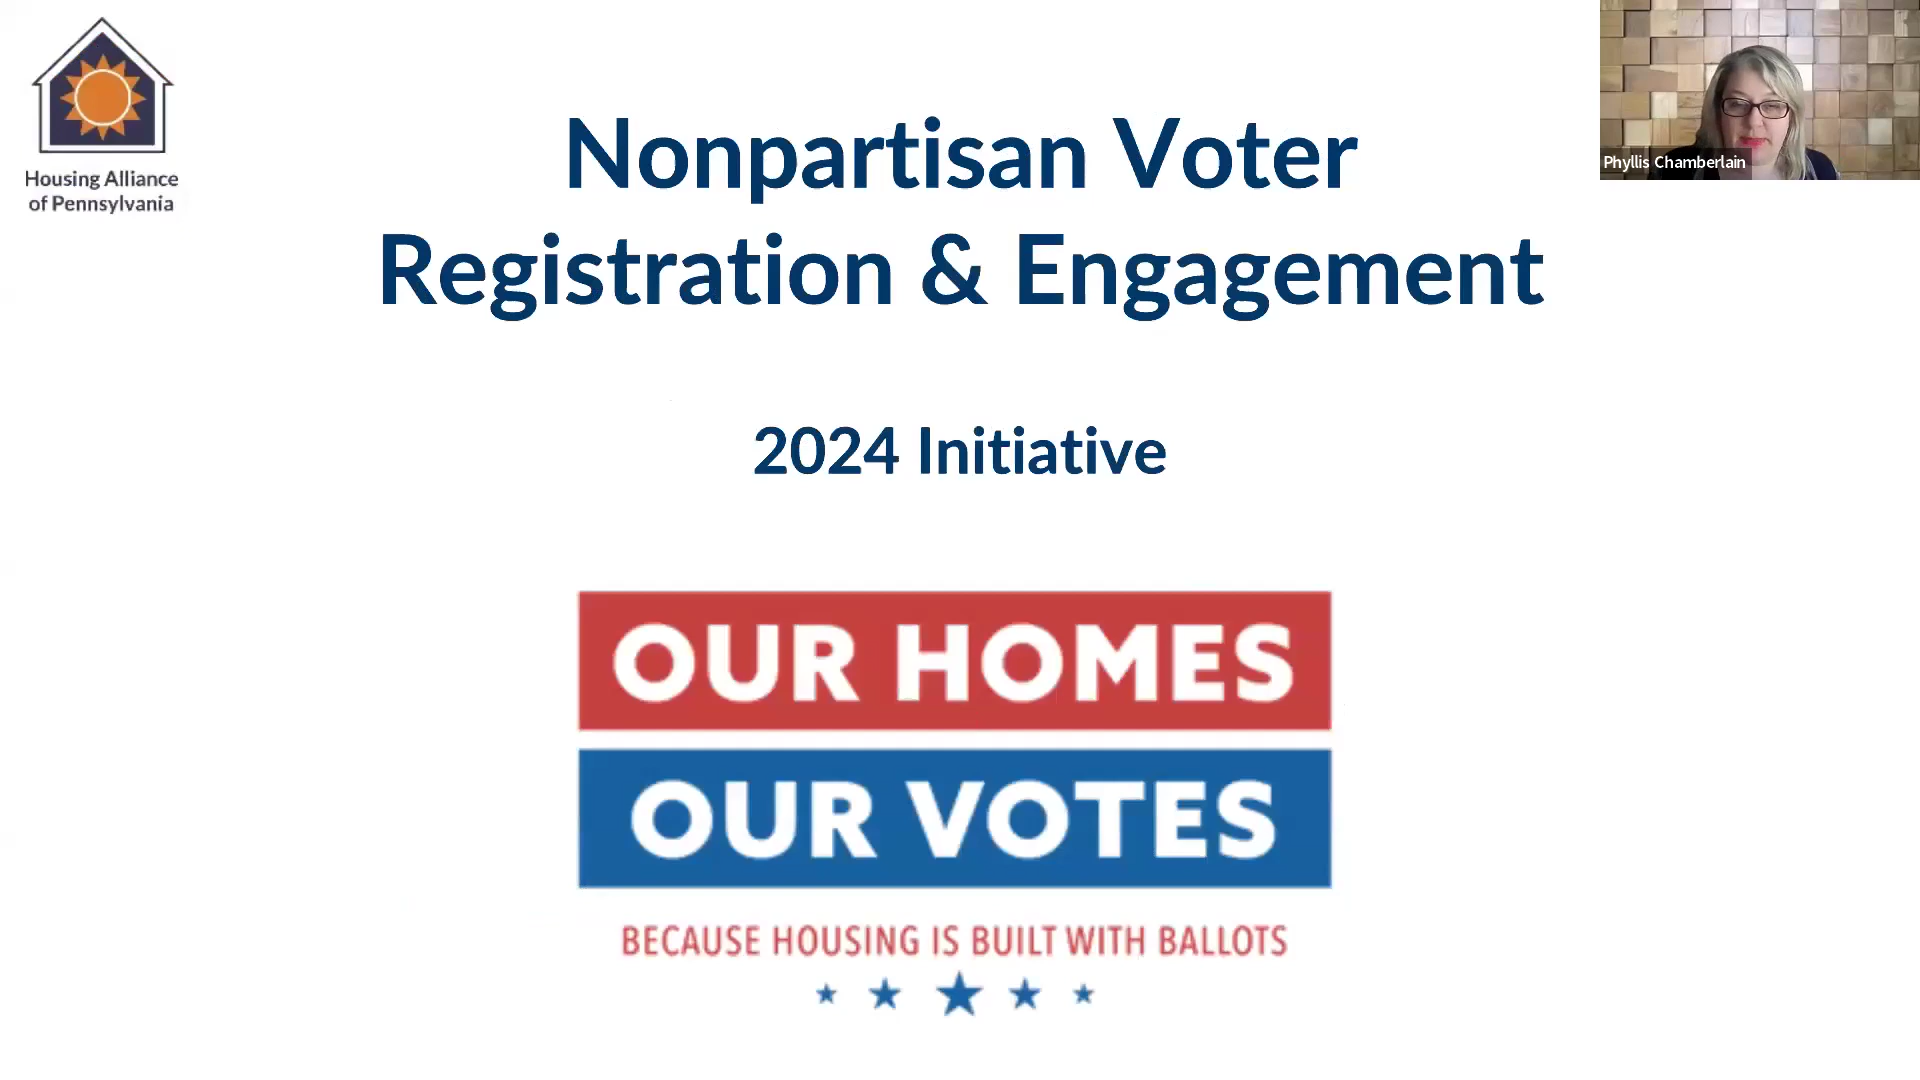 Housing Alliance
of Pennsylvania
Nonpartisan Voter
Registration & Engagement
2024 Initiative
OUR HOMES
OUR VOTES
BECAUSE HOUSING IS BUILT WITH BALLOTS
Phyllis Chamberlain